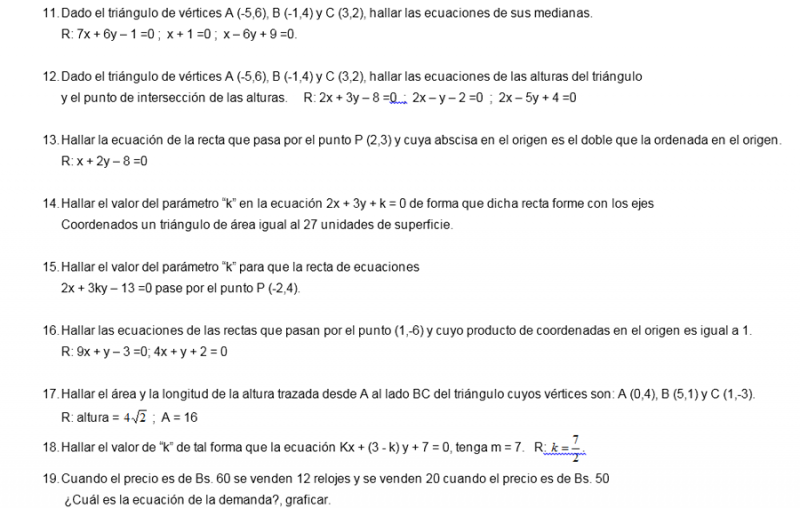 11. Dado el triángulo de vértices A (-5,6), B (-1,4) y C (3,2), hallar las ecuaciones de sus medianas.
R: 7x + 6y – 1 =0 ; x + 1 =0 ; x – 6y + 9 =0.
12. Dado el triángulo de vértices A (-5,6), B (-1,4) y C (3,2), hallar las ecuaciones de las alturas del triángulo
y el punto de intersección de las alturas. R: 2x + 3y – 8 =0 ; 2x – y – 2 =0 ; 2x – 5y + 4 =0
13. Hallar la ecuación de la recta que pasa por el punto P (2,3) y cuya abscisa en el origen es el doble que la ordenada en el origen.
R: x + 2y – 8 =0
14. Hallar el valor del parámetro "k" en la ecuación 2x + 3y + k = 0 de forma que dicha recta forme con los ejes
Coordenados un triángulo de área igual al 27 unidades de superficie.
15. Hallar el valor del parámetro "k" para que la recta de ecuaciones
2x + 3ky – 13 =0 pase por el punto P (-2,4).
16. Hallar las ecuaciones de las rectas que pasan por el punto (1,-6) y cuyo producto de coordenadas en el origen es igual a 1.
R: 9x + y – 3 =0; 4x + y + 2 = 0
17. Hallar el área y la longitud de la altura trazada desde A al lado BC del triángulo cuyos vértices son: A (0,4), B (5,1) y C (1,-3).
R: altura = 4√2 ; A = 16
18. Hallar el valor de "k" de tal forma que la ecuación Kx + (3 - k) y + 7 = 0, tenga m = 7. R: k = 7/2.
19. Cuando el precio es de Bs. 60 se venden 12 relojes y se venden 20 cuando el precio es de Bs. 50
¿Cuál es la ecuación de la demanda?, graficar.